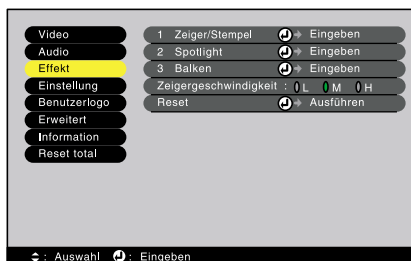 Video
Audio
Effekt
Einstellung
Benutzerlogo
Erweitert
Information
Reset total
1 Zeiger/Stempel Eingeben
2 Spotlight Eingeben
3 Balken Eingeben
Zeigergeschwindigkeit : L M H
Reset Ausführen
: Auswahl : Eingeben